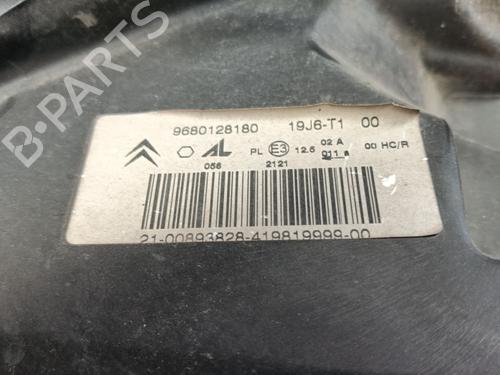 9680128180 19J6-T1 00
AL PL E3 12.5 02 A 00 HC/R
056 2121 011 a
21-00893828-419819999-00
B-PARTS